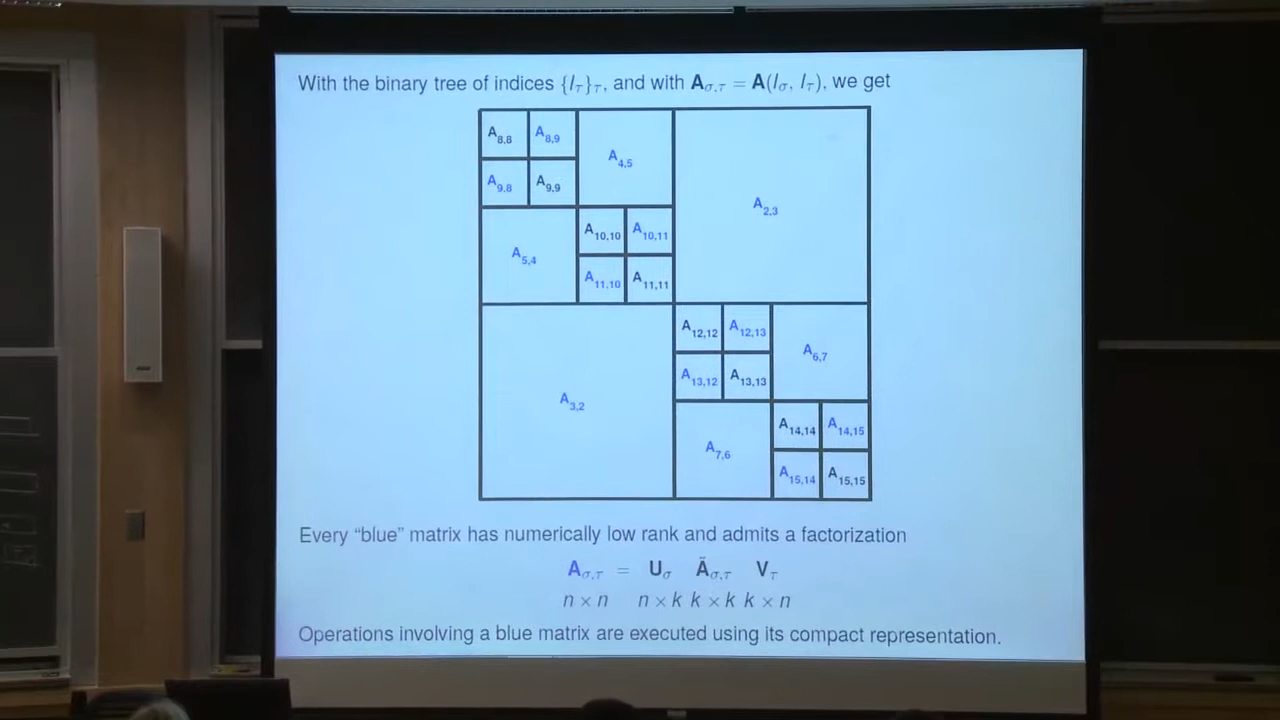 With the binary tree of indices {I_τ}_τ, and with A_σ,τ = A(I_σ, I_τ), we get
A_8,8 A_8,9 A_4,5 A_2,3
A_9,8 A_9,9
A_5,4 A_10,10 A_10,11
A_11,10 A_11,11
A_3,2 A_12,12 A_12,13 A_6,7
A_13,12 A_13,13
A_7,6 A_14,14 A_14,15
A_15,14 A_15,15
Every “blue” matrix has numerically low rank and admits a factorization
A_σ,τ = U_σ Ã_σ,τ V_τ
n × n n × k k × k k × n
Operations involving a blue matrix are executed using its compact representation.